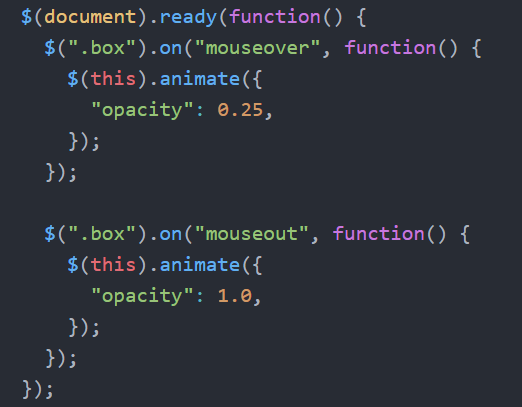 $(document).ready(function() {
  $(".box").on("mouseover", function() {
    $(this).animate({
      "opacity": 0.25,
    });
  });

  $(".box").on("mouseout", function() {
    $(this).animate({
      "opacity": 1.0,
    });
  });
});